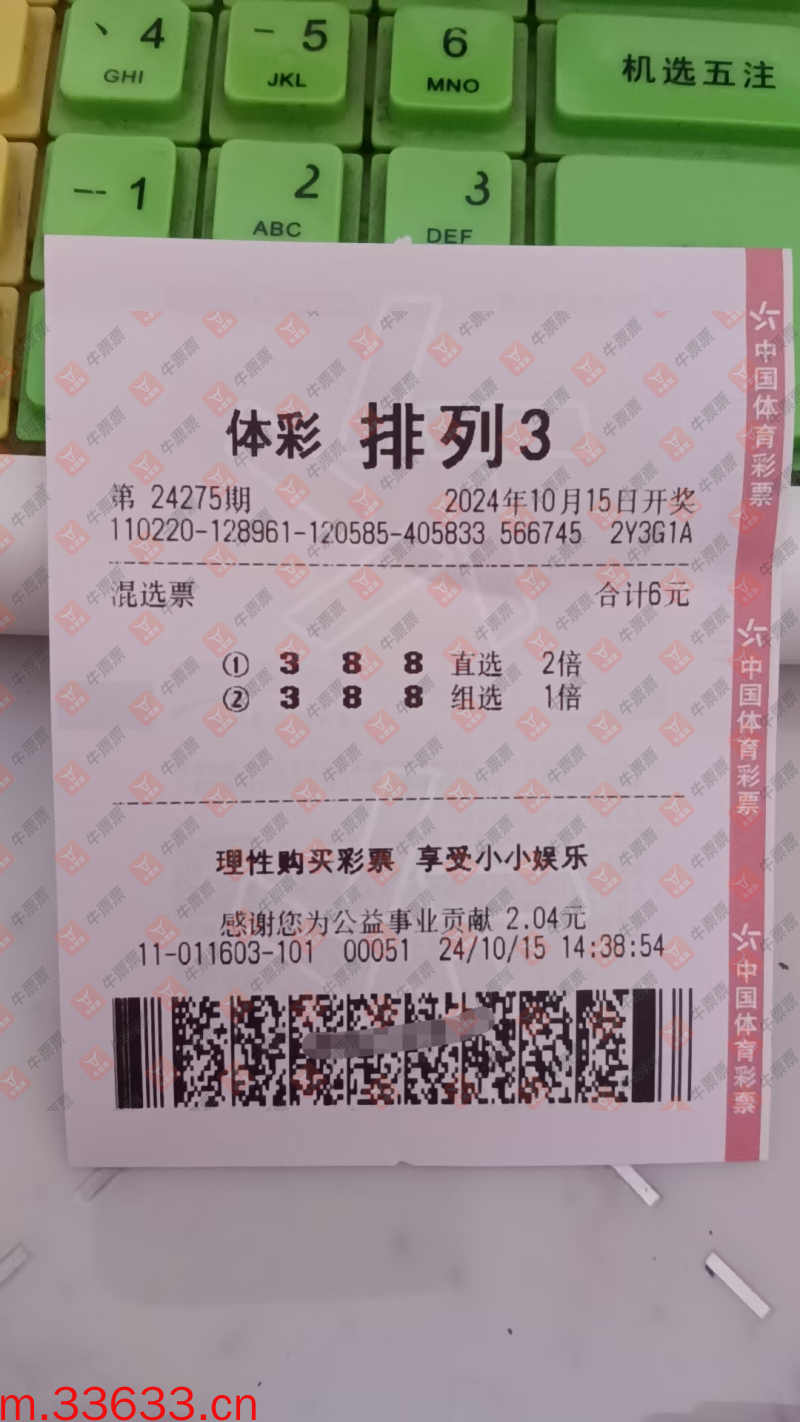 丶 4 一 5 6
GHI JKL MNO 机选五注
一 1 2 3
ABC DEF
体彩 排列3
第 24275期 2024年10月15日开奖
110220-128961-120585-405833 566745 2Y3G1A
混选票 合计6元
① 3 8 8 直选 2倍
② 3 8 8 组选 1倍
理性购买彩票 享受小小娱乐
感谢您为公益事业贡献 2.04元
11-011603-101 00051 24/10/15 14:38:54
中国体育彩票
中国体育彩票
中国体育彩票
牛票票
m.33633.cn